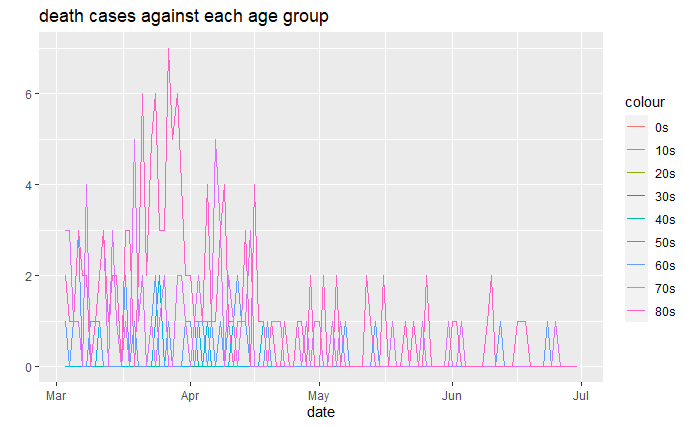 death cases against each age group
6
4
2
0
Mar
Apr
May
Jun
Jul
date
colour
0s
10s
20s
30s
40s
50s
60s
70s
80s